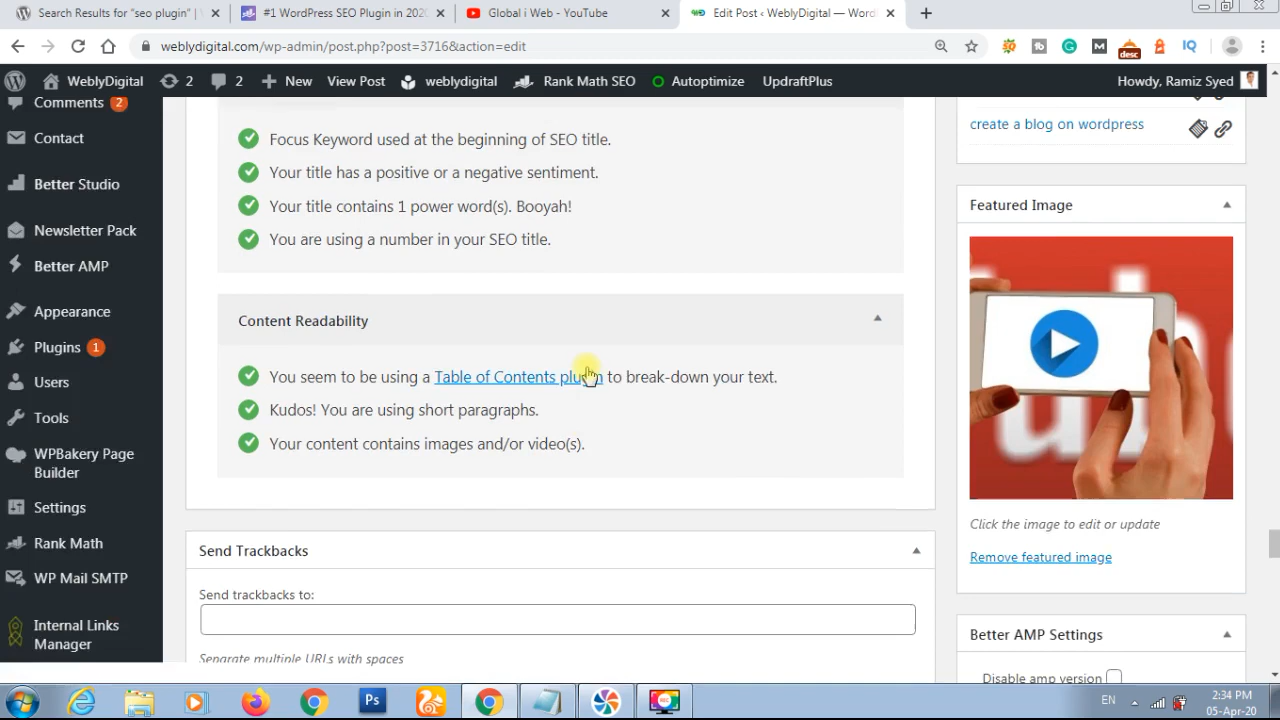 Search Results for "seo plugin" |
#1 WordPress SEO Plugin in 202
Global i Web - YouTube
Edit Post ‹ WeblyDigital — Word
weblydigital.com/wp-admin/post.php?post=3716&action=edit
desc
IQ
WeblyDigital
2
2
New
View Post
weblydigital
Rank Math SEO
Autoptimize
UpdraftPlus
Howdy, Ramiz Syed
Comments 2
Contact
Better Studio
Newsletter Pack
Better AMP
Appearance
Plugins 1
Users
Tools
WPBakery Page
Builder
Settings
Rank Math
WP Mail SMTP
Internal Links
Manager
Focus Keyword used at the beginning of SEO title.
Your title has a positive or a negative sentiment.
Your title contains 1 power word(s). Booyah!
You are using a number in your SEO title.
Content Readability
You seem to be using a Table of Contents plugin to break-down your text.
Kudos! You are using short paragraphs.
Your content contains images and/or video(s).
Send Trackbacks
Send trackbacks to:
Separate multiple URLs with spaces
create a blog on wordpress
Featured Image
Click the image to edit or update
Remove featured image
Better AMP Settings
Disable amp version
Ps
REC
EN
2:34 PM
05-Apr-20